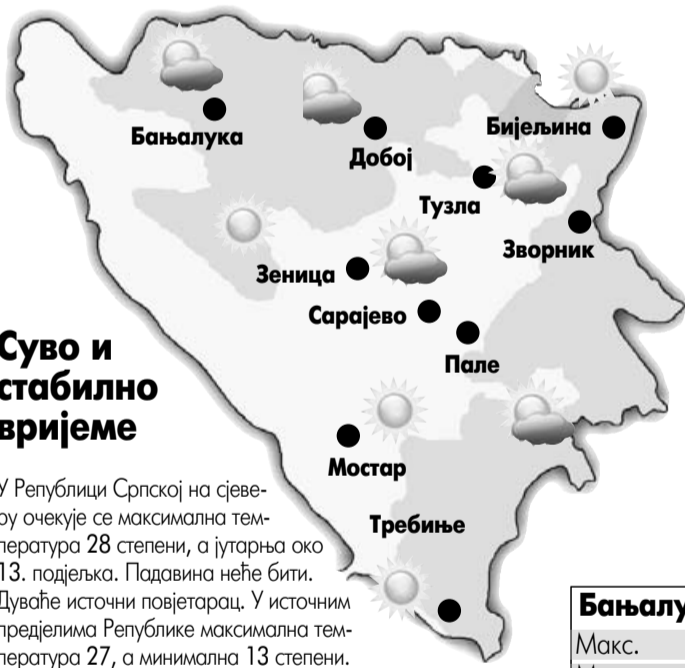 Бањалука
Добој
Бијељина
Тузла
Зворник
Зеница
Сарајево
Пале
Мостар
Требиње
Суво и
стабилно
вријеме
У Републици Српској на сјеве-
ру очекује се максимална тем-
пература 28 степени, а јутарња око
13. подјељка. Падавина неће бити.
Дуваће источни повјетарац. У источним
предјелима Републике максимална тем-
пература 27, а минимална 13 степени.
Бањалу
Макс.